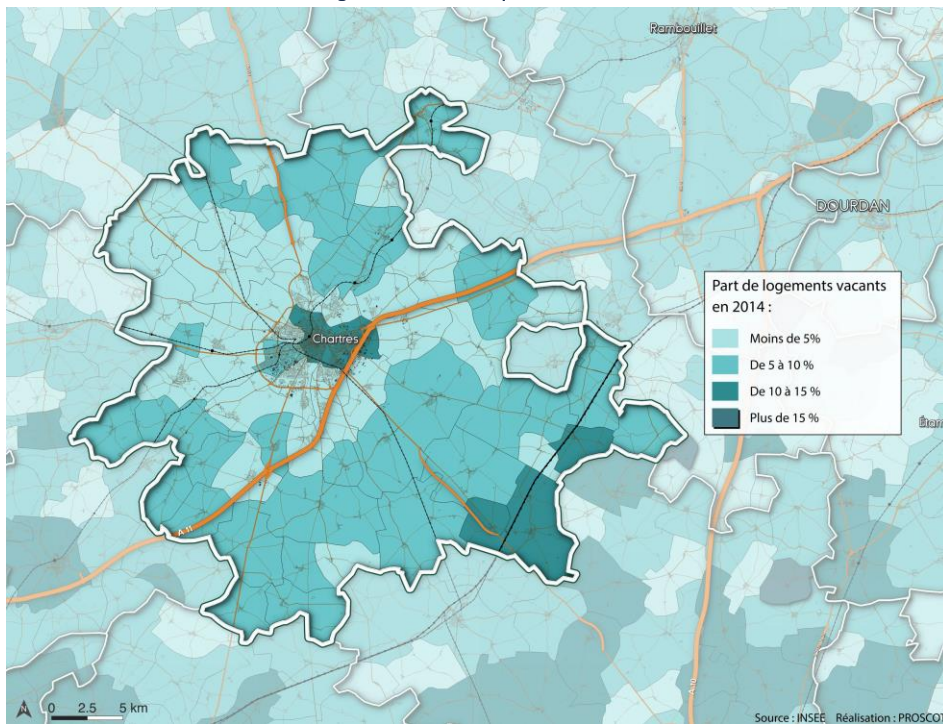 Rambouillet
DOURDAN
Part de logements vacants
en 2014 :
Moins de 5%
De 5 à 10 %
De 10 à 15 %
Plus de 15 %
Chartres
A 11
0 2.5 5 km
Source : INSEE Réalisation : PROSCOT